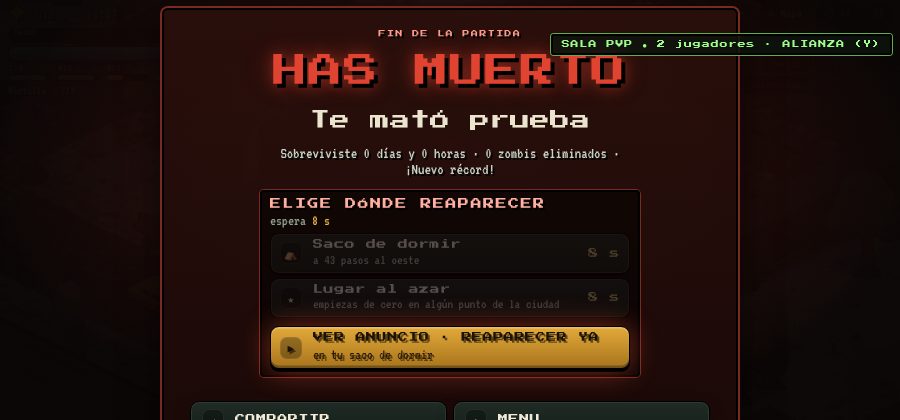 FIN DE LA PARTIDA
SALA PVP . 2 jugadores · ALIANZA (Y)
HAS MUERTO
Te mató prueba
Sobreviviste 0 días y 0 horas · 0 zombis eliminados ·
¡Nuevo récord!
ELIGE DóNDE REAPARECER
espera 8 s
Saco de dormir
a 43 pasos al oeste
8 s
Lugar al azar
empiezas de cero en algún punto de la ciudad
8 s
VER ANUNCIO · REAPARECER YA
en tu saco de dormir
COMPARTIR
MENU